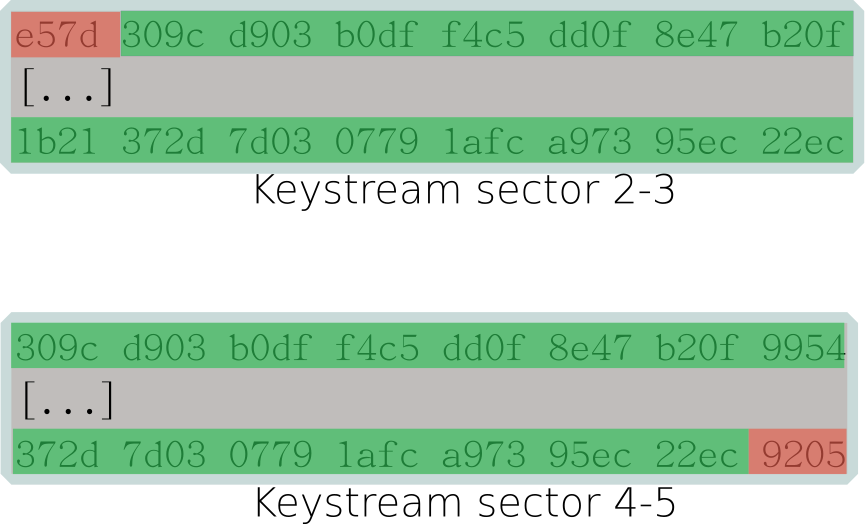 e57d 309c d903 b0df f4c5 dd0f 8e47 b20f
[...]
1b21 372d 7d03 0779 1afc a973 95ec 22ec
Keystream sector 2-3
309c d903 b0df f4c5 dd0f 8e47 b20f 9954
[...]
372d 7d03 0779 1afc a973 95ec 22ec 9205
Keystream sector 4-5